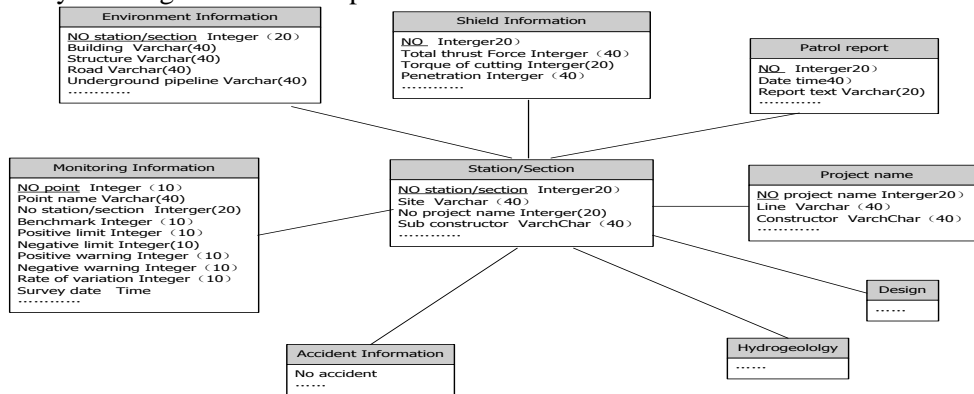 Environment Information
NO station/section Integer（20）
Building Varchar(40)
Structure Varchar(40)
Road Varchar(40)
Underground pipeline Varchar(40)
…………
Shield Information
NO Interger20）
Total thrust Force Interger（40）
Torque of cutting Interger(20)
Penetration Interger（40）
…………
Patrol report
NO Interger20）
Date time40）
Report text Varchar(20)
…………
Monitoring Information
NO point Integer（10）
Point name Varchar(40)
No station/section Interger(20)
Benchmark Integer（10）
Positive limit Integer（10）
Negative limit Integer(10)
Positive warning Integer（10）
Negative warning Integer（10）
Rate of variation Integer（10）
Survey date Time
…………
Station/Section
NO station/section Interger20）
Site Varchar（40）
No project name Interger(20)
Sub constructor VarchChar（40）
…………
Project name
NO project name Interger20）
Line Varchar（40）
Constructor VarchChar（40）
…………
Design
……
Hydrogeololgy
……
Accident Information
No accident
……